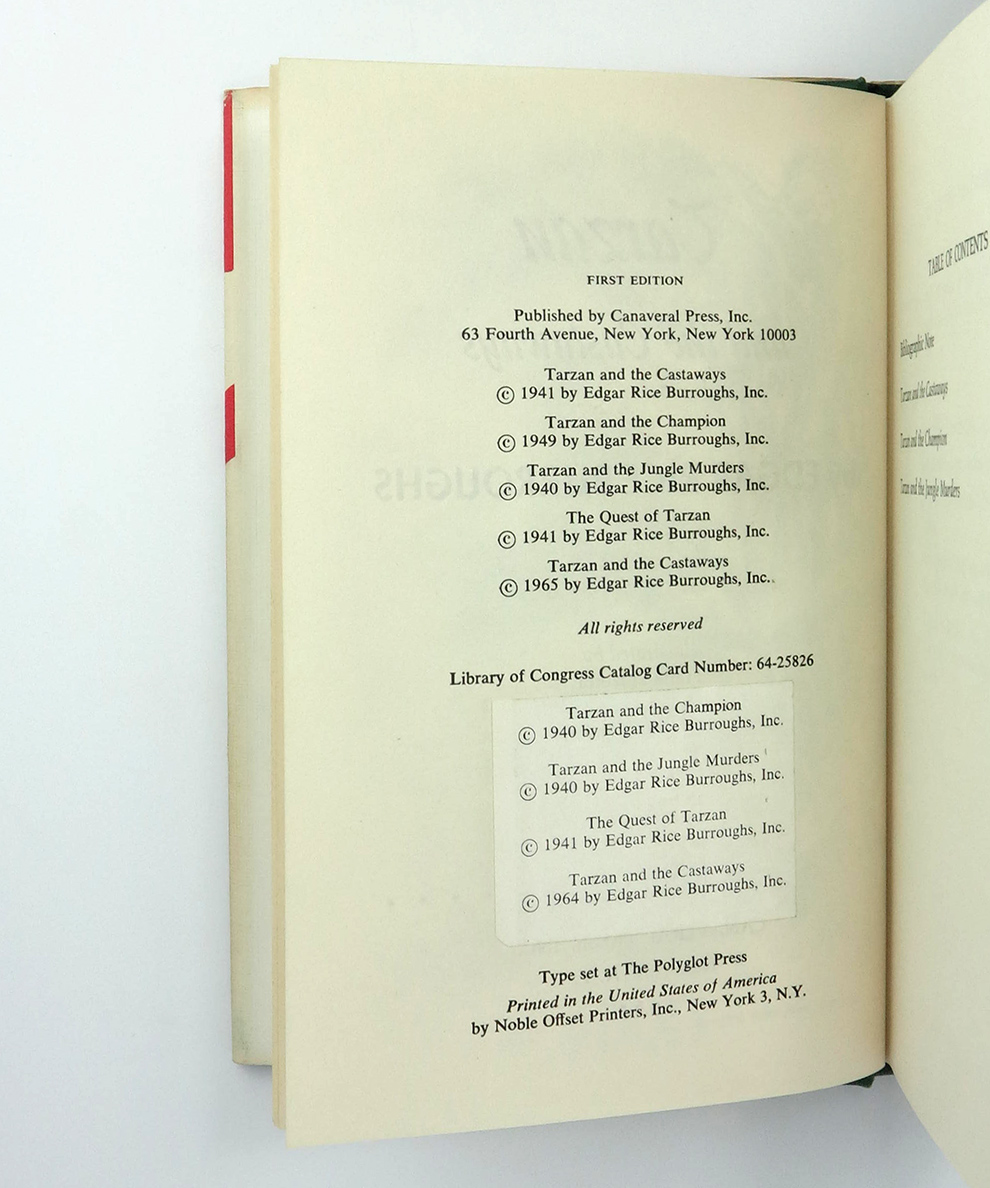 FIRST EDITION
Published by Canaveral Press, Inc.
63 Fourth Avenue, New York, New York 10003
Tarzan and the Castaways
© 1941 by Edgar Rice Burroughs, Inc.
Tarzan and the Champion
© 1949 by Edgar Rice Burroughs, Inc.
Tarzan and the Jungle Murders
© 1940 by Edgar Rice Burroughs, Inc.
The Quest of Tarzan
© 1941 by Edgar Rice Burroughs, Inc.
Tarzan and the Castaways
© 1965 by Edgar Rice Burroughs, Inc.
All rights reserved
Library of Congress Catalog Card Number: 64-25826
Tarzan and the Champion
© 1940 by Edgar Rice Burroughs, Inc.
Tarzan and the Jungle Murders
© 1940 by Edgar Rice Burroughs, Inc.
The Quest of Tarzan
© 1941 by Edgar Rice Burroughs, Inc.
Tarzan and the Castaways
© 1964 by Edgar Rice Burroughs, Inc.
Type set at The Polyglot Press
Printed in the United States of America
by Noble Offset Printers, Inc., New York 3, N.Y.
TABLE OF CONTENTS
Bibliographic Note
Tarzan and the Castaways
Tarzan and the Champion
Tarzan and the Jungle Murders